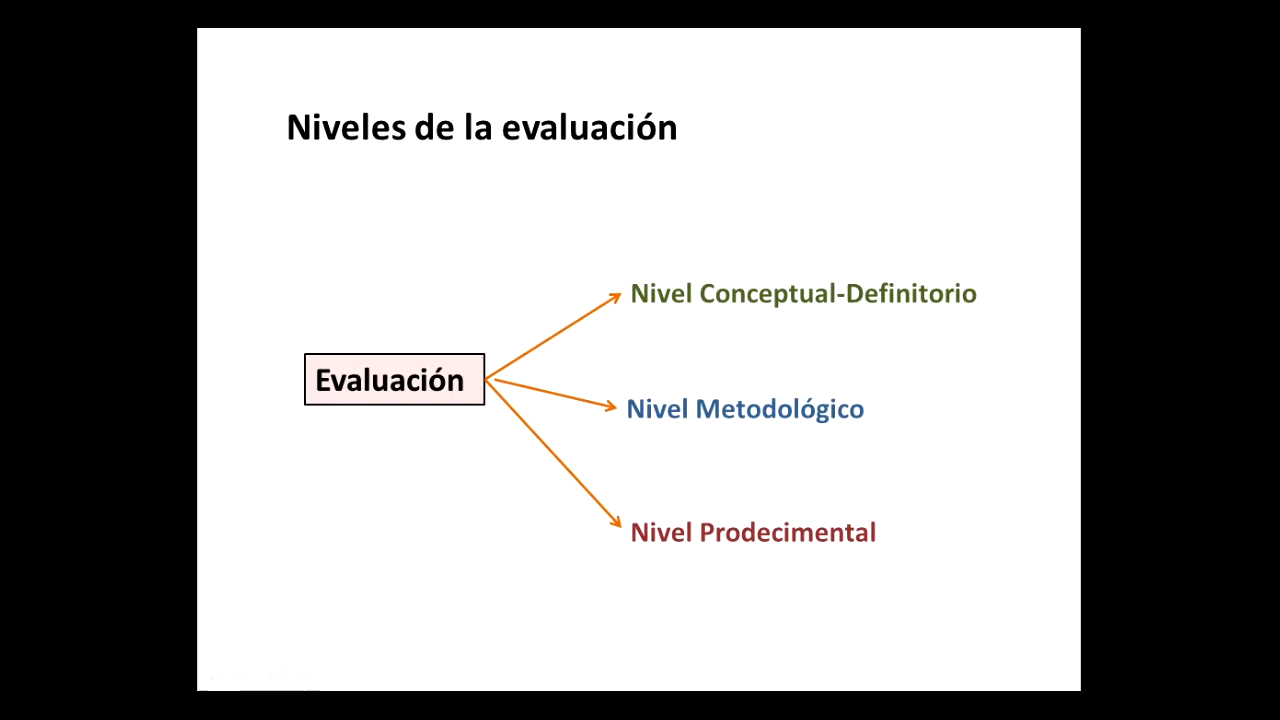 Niveles de la evaluación
Nivel Conceptual-Definitorio
Evaluación
Nivel Metodológico
Nivel Prodecimental